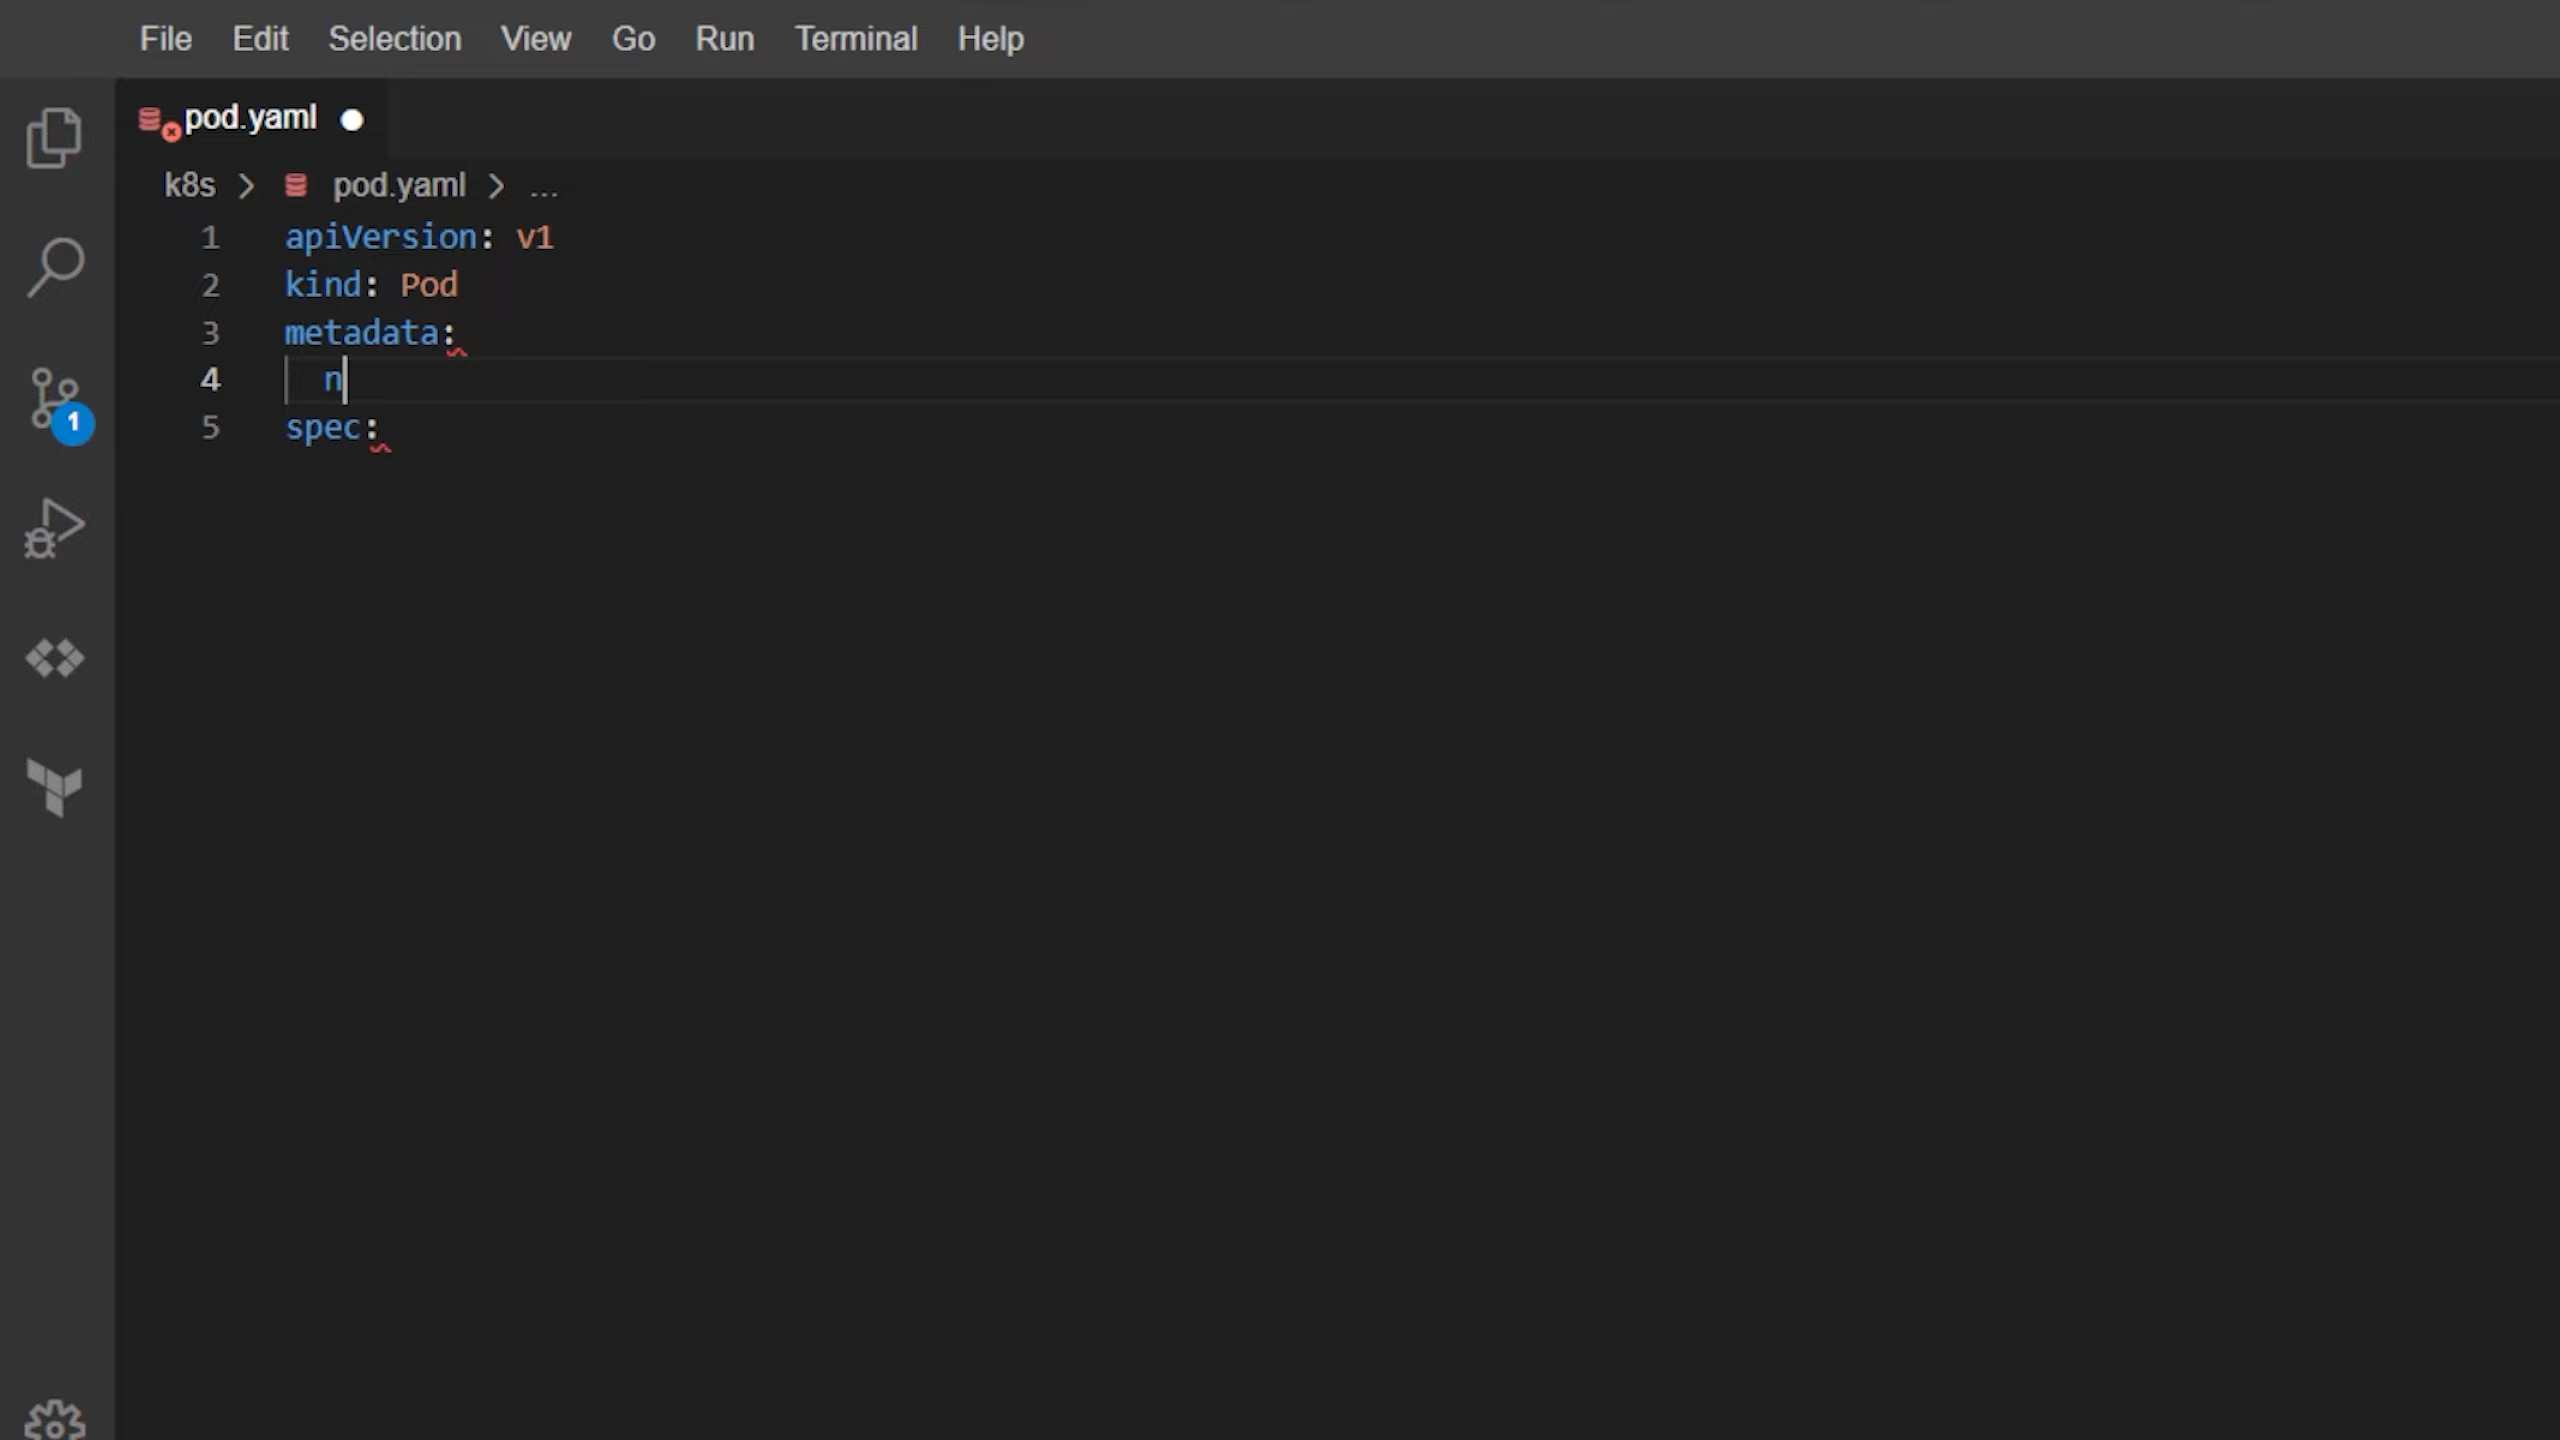 File Edit Selection View Go Run Terminal Help
pod.yaml
k8s > pod.yaml > ...
1 apiVersion: v1
2 kind: Pod
3 metadata:
4 n
5 spec:
1